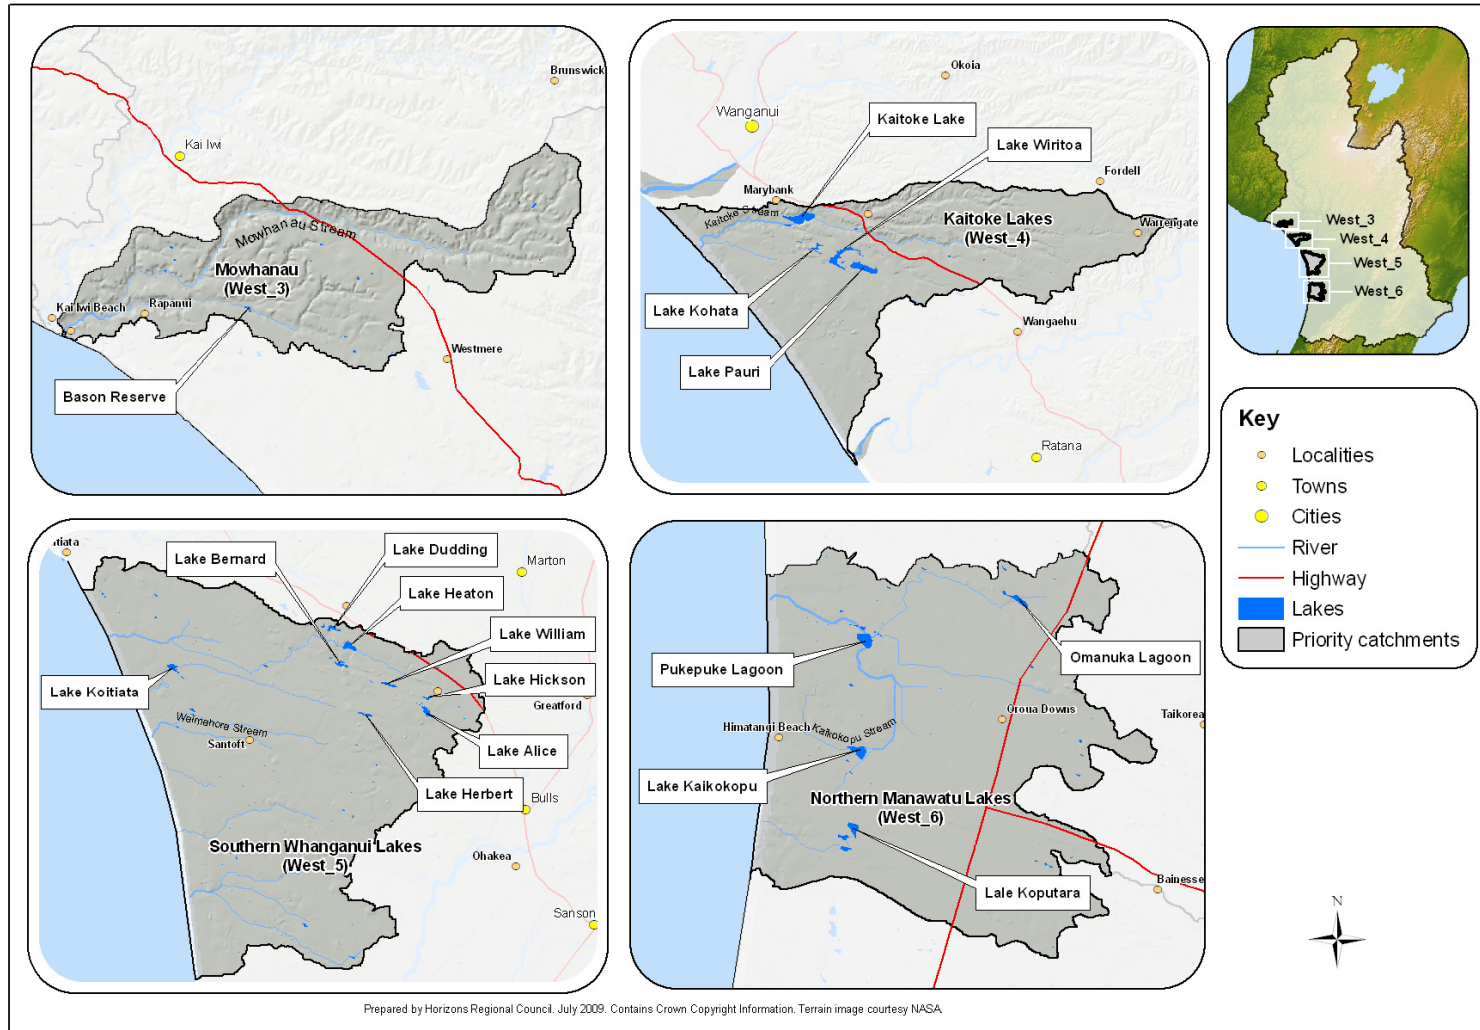 Brunswick
Kai Iwi
Mowhanau Stream
Mowhanau
(West_3)
Kai Iwi Beach
Rapanui
Westmere
Bason Reserve
Okoia
Wanganui
Kaitoke Lake
Lake Wiritoa
Fordell
Marybank
Kaitoke Lakes
(West_4)
Warrengate
Lake Kohata
Wangaehu
Lake Pauri
Ratana
West_3
West_4
West_5
West_6
Key
Localities
Towns
Cities
River
Highway
Lakes
Priority catchments
tiata
Lake Bernard
Lake Dudding
Marton
Lake Heaton
Lake William
Lake Hickson
Lake Koitiata
Greatford
Waimahora Stream
Santoft
Lake Alice
Lake Herbert
Bulls
Southern Whanganui Lakes
(West_5)
Ohakea
Sanson
Pukepuke Lagoon
Omanuka Lagoon
Oroua Downs
Taikorea
Himatangi Beach
Kaikokopu Stream
Lake Kaikokopu
Northern Manawatu Lakes
(West_6)
Lale Koputara
Bainesse
N
Prepared by Horizons Regional Council. July 2009. Contains Crown Copyright Information. Terrain image courtesy NASA.